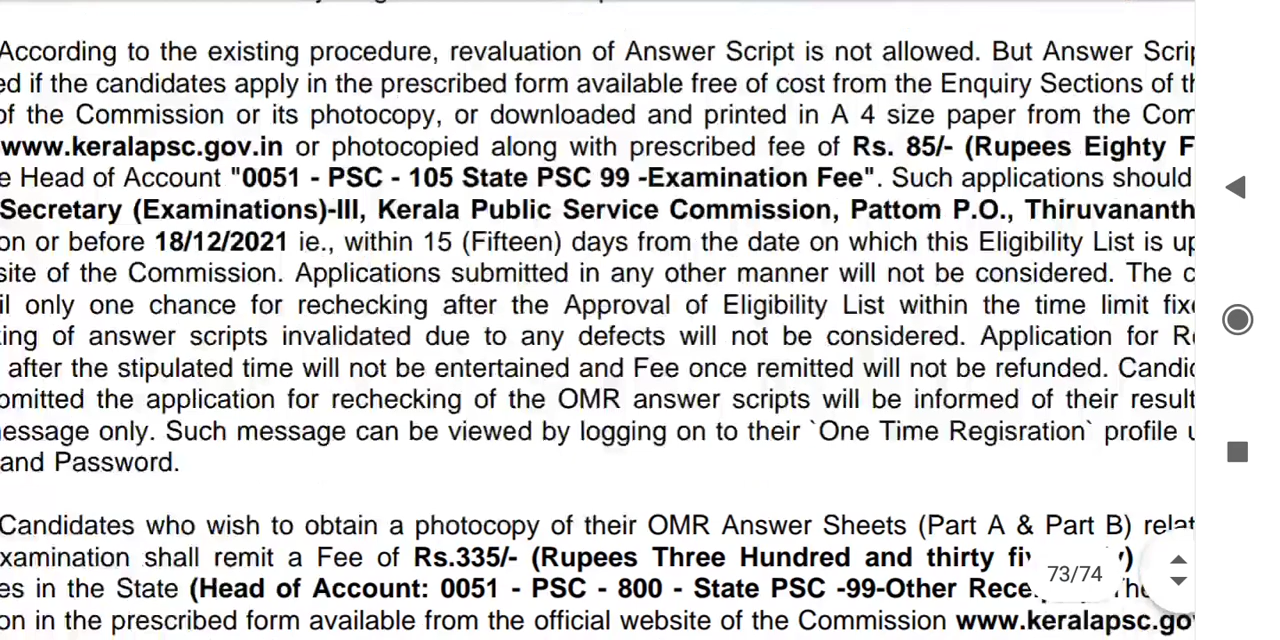 According to the existing procedure, revaluation of Answer Script is not allowed. But Answer Scrip
ed if the candidates apply in the prescribed form available free of cost from the Enquiry Sections of th
of the Commission or its photocopy, or downloaded and printed in A 4 size paper from the Com
www.keralapsc.gov.in or photocopied along with prescribed fee of Rs. 85/- (Rupees Eighty F
e Head of Account "0051 - PSC - 105 State PSC 99 -Examination Fee". Such applications should
Secretary (Examinations)-III, Kerala Public Service Commission, Pattom P.O., Thiruvananth
on or before 18/12/2021 ie., within 15 (Fifteen) days from the date on which this Eligibility List is up
site of the Commission. Applications submitted in any other manner will not be considered. The c
il only one chance for rechecking after the Approval of Eligibility List within the time limit fixe
king of answer scripts invalidated due to any defects will not be considered. Application for Re
after the stipulated time will not be entertained and Fee once remitted will not be refunded. Candid
bmitted the application for rechecking of the OMR answer scripts will be informed of their result
essage only. Such message can be viewed by logging on to their `One Time Regisration` profile u
and Password.
Candidates who wish to obtain a photocopy of their OMR Answer Sheets (Part A & Part B) relat
xamination shall remit a Fee of Rs.335/- (Rupees Three Hundred and thirty fiv y)
es in the State (Head of Account: 0051 - PSC - 800 - State PSC -99-Other Rece
73/74
on in the prescribed form available from the official website of the Commission www.keralapsc.go